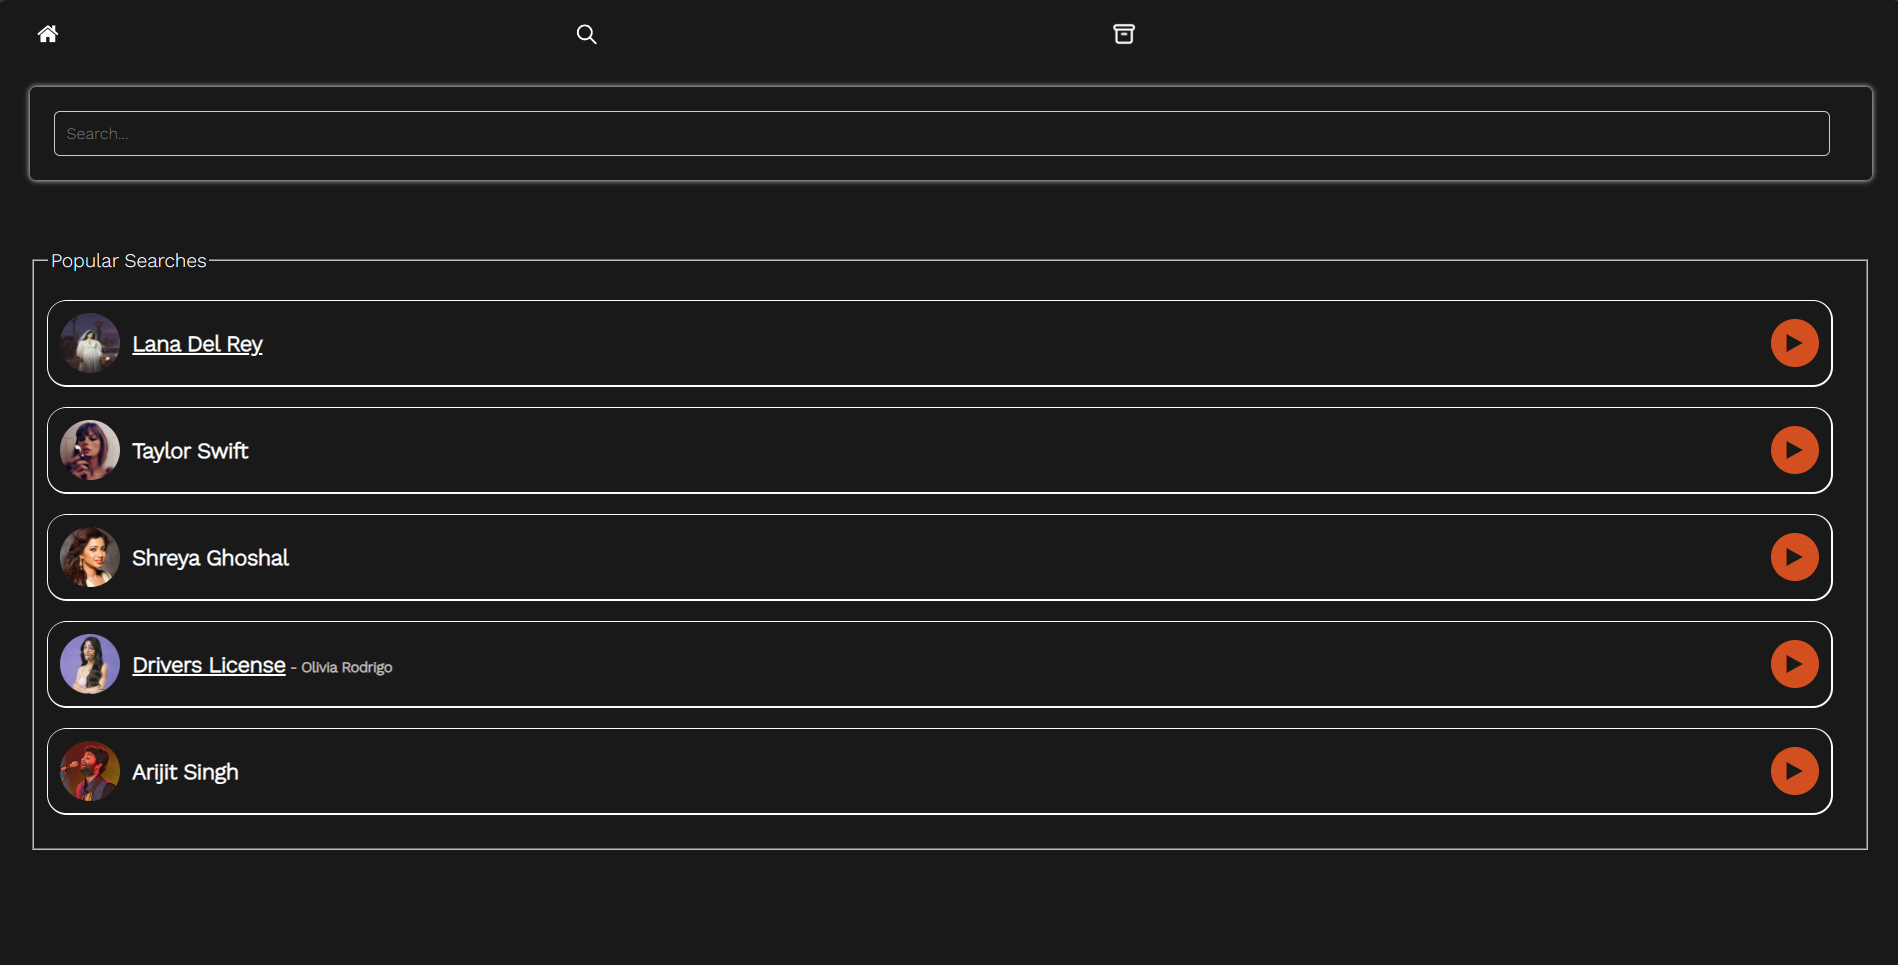 Search...
Popular Searches
Lana Del Rey
Taylor Swift
Shreya Ghoshal
Drivers License - Olivia Rodrigo
Arijit Singh